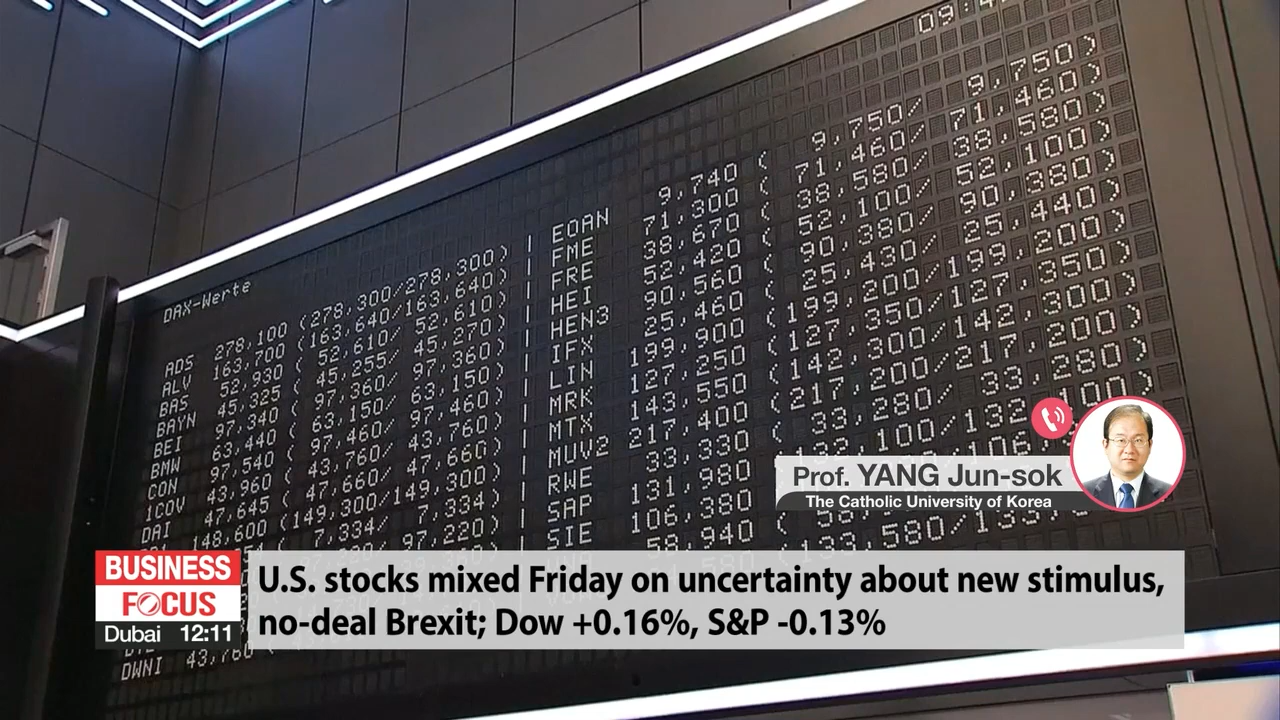 09:4
DAX-Werte
ADS 278,100 (278,300/278,300) | EOAN 9,740 ( 9,750/ 9,750)
ALV 163,700 (163,640/163,640) | FME 71,300 ( 71,460/ 71,460)
BAS 52,930 ( 52,610/ 52,610) | FRE 38,670 ( 38,580/ 38,580)
BAYN 45,325 ( 45,255/ 45,270) | HEI 52,420 ( 52,100/ 52,100)
BEI 97,340 ( 97,360/ 97,360) | HEN3 90,560 ( 90,380/ 90,380)
BMW 63,440 ( 63,150/ 63,150) | IFX 25,460 ( 25,430/ 25,440)
CON 97,540 ( 97,460/ 97,460) | LIN 199,900 (199,200/199,200)
1COV 43,960 ( 43,760/ 43,760) | MRK 127,250 (127,350/127,350)
DAI 47,645 ( 47,660/ 47,660) | MTX 143,550 (142,300/142,300)
148,600 (149,300/149,300) | MUV2 217,400 (217,200/217,200)
7,334/ 7,334) | RWE 33,330 ( 33,280/ 33,280)
97,220) | SAP 131,980
SIE 106,380
58,940
DWNI 43,760
Prof. YANG Jun-sok
The Catholic University of Korea
BUSINESS
FOCUS
Dubai 12:11
U.S. stocks mixed Friday on uncertainty about new stimulus,
no-deal Brexit; Dow +0.16%, S&P -0.13%